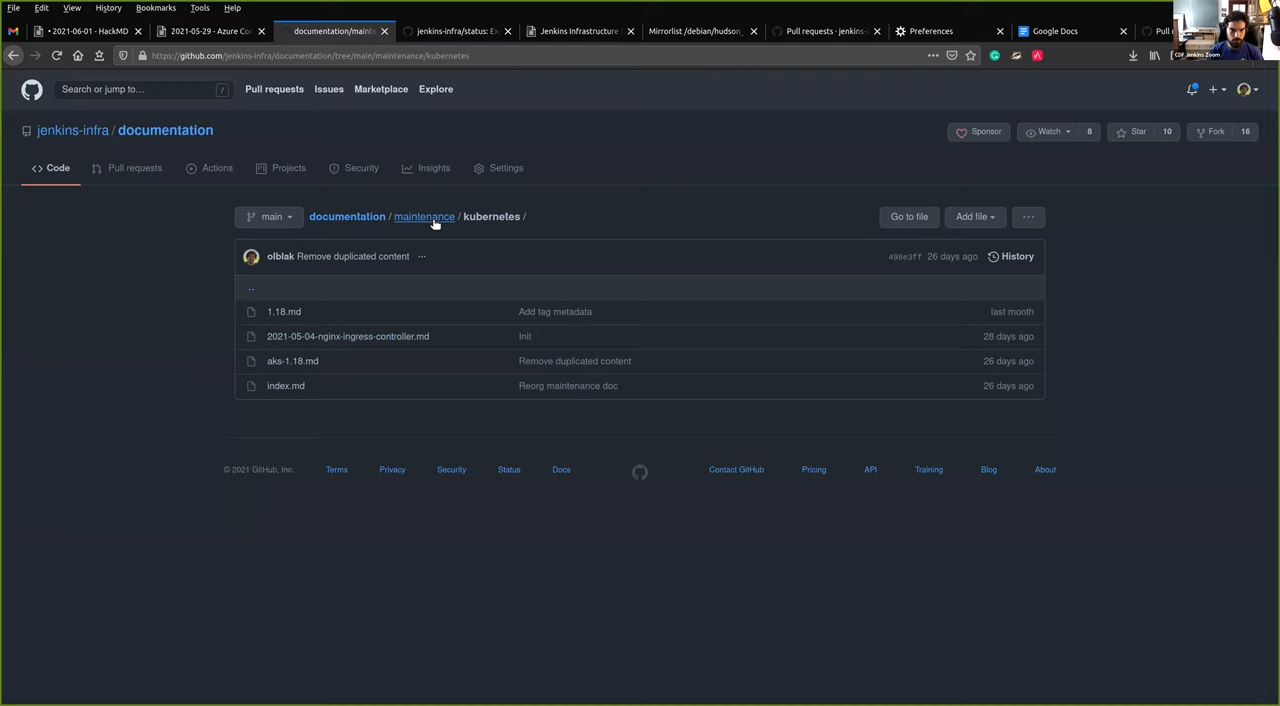 File Edit View History Bookmarks Tools Help
• 2021-06-01 - HackMD
2021-05-29 - Azure Co
documentation/mainte
jenkins-infra/status: Ex
Jenkins Infrastructure
Mirrorlist /debian/hudson_
Pull requests · jenkins-
Preferences
Google Docs
Pull
https://github.com/jenkins-infra/documentation/tree/main/maintenance/kubernetes
CDF Jenkins Zoom
Search or jump to… /
Pull requests Issues Marketplace Explore
jenkins-infra / documentation
Sponsor Watch 8 Star 10 Fork 16
Code Pull requests Actions Projects Security Insights Settings
main documentation / maintenance / kubernetes / Go to file Add file ···
olblak Remove duplicated content ··· 498e3ff 26 days ago History
..
1.18.md Add tag metadata last month
2021-05-04-nginx-ingress-controller.md Init 28 days ago
aks-1.18.md Remove duplicated content 26 days ago
index.md Reorg maintenance doc 26 days ago
© 2021 GitHub, Inc. Terms Privacy Security Status Docs Contact GitHub Pricing API Training Blog About